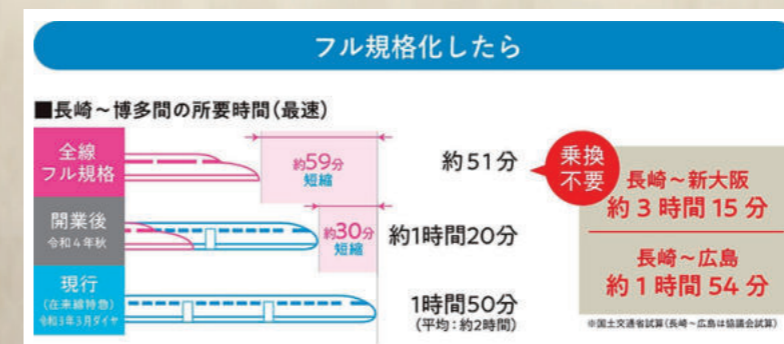 フル規格化したら
■長崎～博多間の所要時間（最速）
全線
フル規格
約59分
短縮
約51分
乗換
不要
長崎～新大阪
約3時間15分
開業後
令和4年秋
約30分
短縮
約1時間20分
長崎～広島
約1時間54分
現行
（在来線特急）
令和3年3月ダイヤ
1時間50分
（平均：約2時間）
※国土交通省試算（長崎～広島は協議会試算）